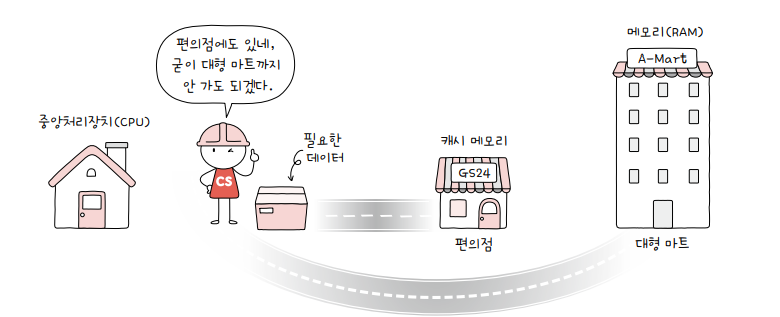 편의점에도 있네,
굳이 대형 마트까지
안 가도 되겠다.
중앙처리장치(CPU)
CS
필요한
데이터
캐시 메모리
GS24
편의점
메모리(RAM)
A-Mart
대형 마트